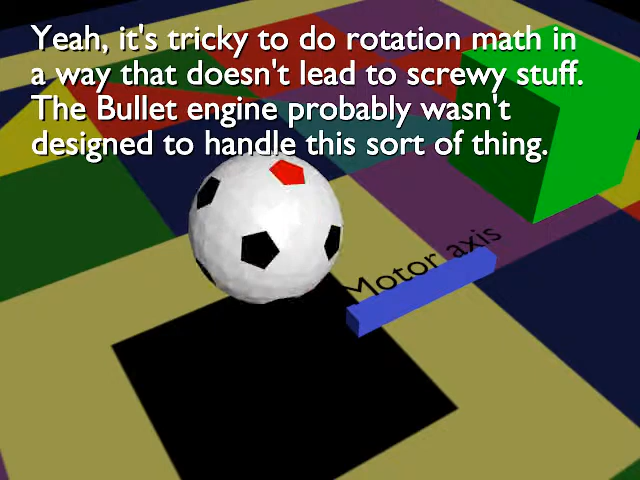 Yeah, it's tricky to do rotation math in
a way that doesn't lead to screwy stuff.
The Bullet engine probably wasn't
designed to handle this sort of thing.
Motor axis